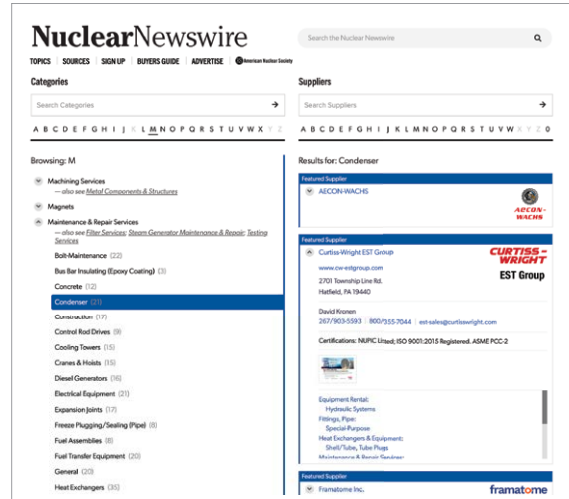 NuclearNewswire
Search the Nuclear Newswire
TOPICS SOURCES SIGN UP BUYERS GUIDE ADVERTISE American Nuclear Society
Categories
Search Categories
A B C D E F G H I J K L M N O P Q R S T U V W X Y Z
Browsing: M
Machining Services
— also see Metal Components & Structures
Magnets
Maintenance & Repair Services
— also see Filter Services; Steam Generator Maintenance & Repair; Testing
Services
Bolt-Maintenance (22)
Bus Bar Insulating (Epoxy Coating) (3)
Concrete (12)
Condenser (21)
Construction (17)
Control Rod Drives (9)
Cooling Towers (15)
Cranes & Hoists (15)
Diesel Generators (16)
Electrical Equipment (21)
Expansion Joints (17)
Freeze Plugging/Sealing (Pipe) (8)
Fuel Assemblies (8)
Fuel Transfer Equipment (20)
General (20)
Heat Exchangers (35)
Suppliers
Search Suppliers
A B C D E F G H I J K L M N O P Q R S T U V W X Y Z 0
Results for: Condenser
Featured Supplier
AECON-WACHS
AECON-
WACHS
Featured Supplier
Curtiss-Wright EST Group
CURTISS-
WRIGHT
EST Group
www.cw-estgroup.com
2701 Township Line Rd.
Hatfield, PA 19440
David Kronen
267/903-5593 800/355-7044 est-sales@curtisswright.com
Certifications: NUPIC Listed; ISO 9001:2015 Registered. ASME PCC-2
Equipment Rental:
Hydraulic Systems
Fittings, Pipe:
Special-Purpose
Heat Exchangers & Equipment:
Shell/Tube, Tube Plugs
Maintenance & Repair Services:
Featured Supplier
Framatome Inc.
framatome